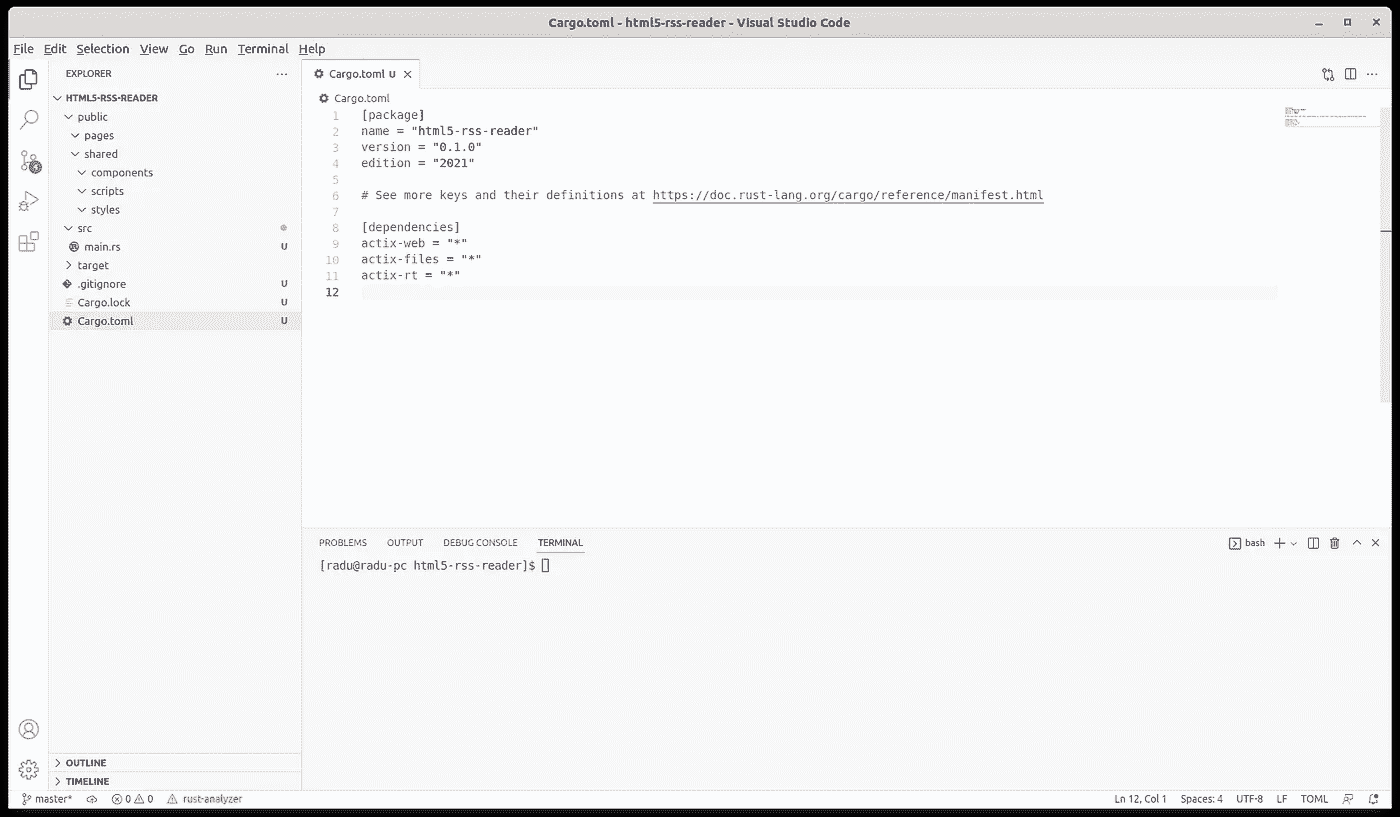 Cargo.toml - html5-rss-reader - Visual Studio Code
File Edit Selection View Go Run Terminal Help
EXPLORER
HTML5-RSS-READER
public
pages
shared
components
scripts
styles
src
main.rs U
target
.gitignore U
Cargo.lock U
Cargo.toml U
OUTLINE
TIMELINE
Cargo.toml U
Cargo.toml
1 [package]
2 name = "html5-rss-reader"
3 version = "0.1.0"
4 edition = "2021"
5
6 # See more keys and their definitions at https://doc.rust-lang.org/cargo/reference/manifest.html
7
8 [dependencies]
9 actix-web = "*"
10 actix-files = "*"
11 actix-rt = "*"
12
PROBLEMS OUTPUT DEBUG CONSOLE TERMINAL bash
[radu@radu-pc html5-rss-reader]$
master* 0 0 rust-analyzer Ln 12, Col 1 Spaces: 4 UTF-8 LF TOML